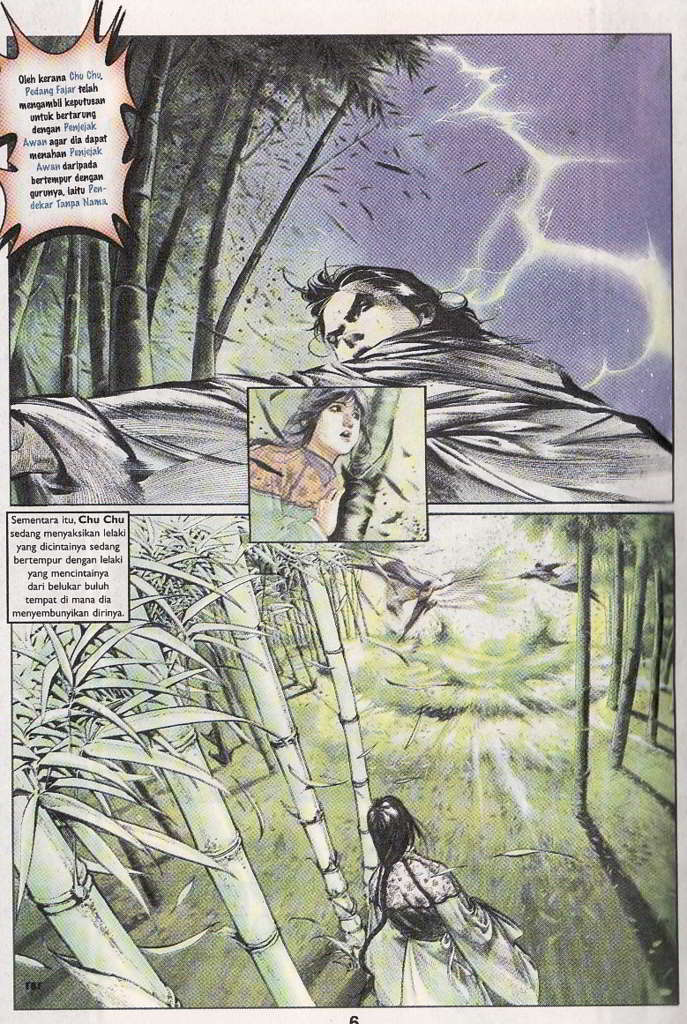 Oleh kerana Chu Chu,
Pedang Fajar telah
mengambil keputusan
untuk bertarung
dengan Penjejak
Awan agar dia dapat
menahan Penjejak
Awan daripada
bertempur dengan
gurunya, iaitu Pen-
dekar Tanpa Nama.
Sementara itu, Chu Chu
sedang menyaksikan lelaki
yang dicintainya sedang
bertempur dengan lelaki
yang mencintainya
dari belukar buluh
tempat di mana dia
menyembunyikan dirinya.
181
6